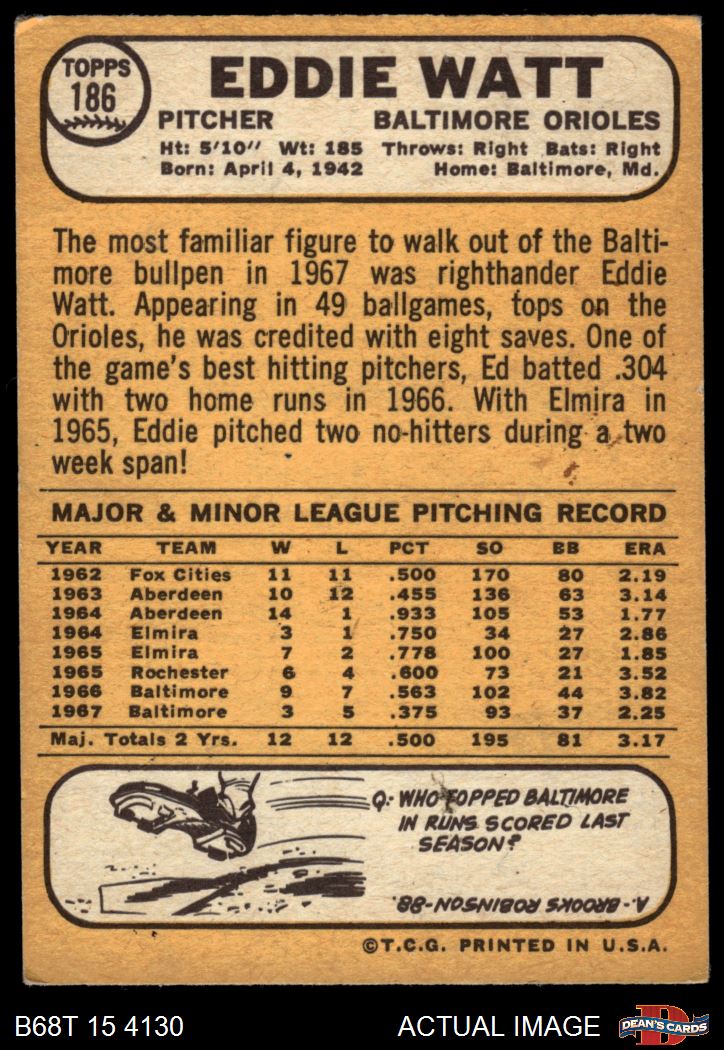 TOPPS
186
EDDIE WATT
PITCHER BALTIMORE ORIOLES
Ht: 5'10" Wt: 185 Throws: Right Bats: Right
Born: April 4, 1942 Home: Baltimore, Md.
The most familiar figure to walk out of the Balti-
more bullpen in 1967 was righthander Eddie
Watt. Appearing in 49 ballgames, tops on the
Orioles, he was credited with eight saves. One of
the game's best hitting pitchers, Ed batted .304
with two home runs in 1966. With Elmira in
1965, Eddie pitched two no-hitters during a two
week span!
MAJOR & MINOR LEAGUE PITCHING RECORD
YEAR TEAM W L PCT SO BB ERA
1962 Fox Cities 11 11 .500 170 80 2.19
1963 Aberdeen 10 12 .455 136 63 3.14
1964 Aberdeen 14 1 .933 105 53 1.77
1964 Elmira 3 1 .750 34 27 2.86
1965 Elmira 7 2 .778 100 27 1.85
1965 Rochester 6 4 .600 73 21 3.52
1966 Baltimore 9 7 .563 102 44 3.82
1967 Baltimore 3 5 .375 93 37 2.25
Maj. Totals 2 Yrs. 12 12 .500 195 81 3.17
Q: WHO TOPPED BALTIMORE
IN RUNS SCORED LAST
SEASON?
A. BROOKS ROBINSON-88.
©T.C.G. PRINTED IN U.S.A.
B68T 15 4130 ACTUAL IMAGE
D
DEAN'S CARDS